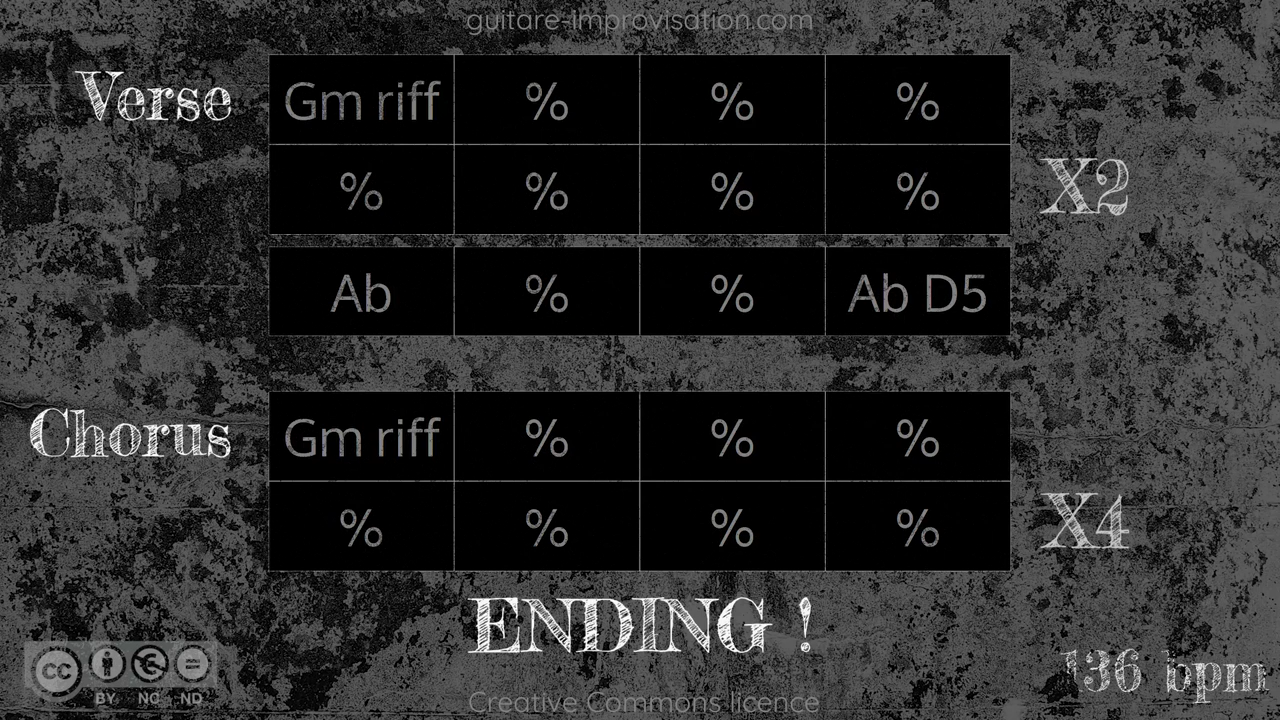 guitare-improvisation.com
Verse
Gm riff % % %
% % % % X2
Ab % % Ab D5
Chorus
Gm riff % % %
% % % % X4
ENDING !
cc
BY NC ND
136 bpm
Creative Commons licence